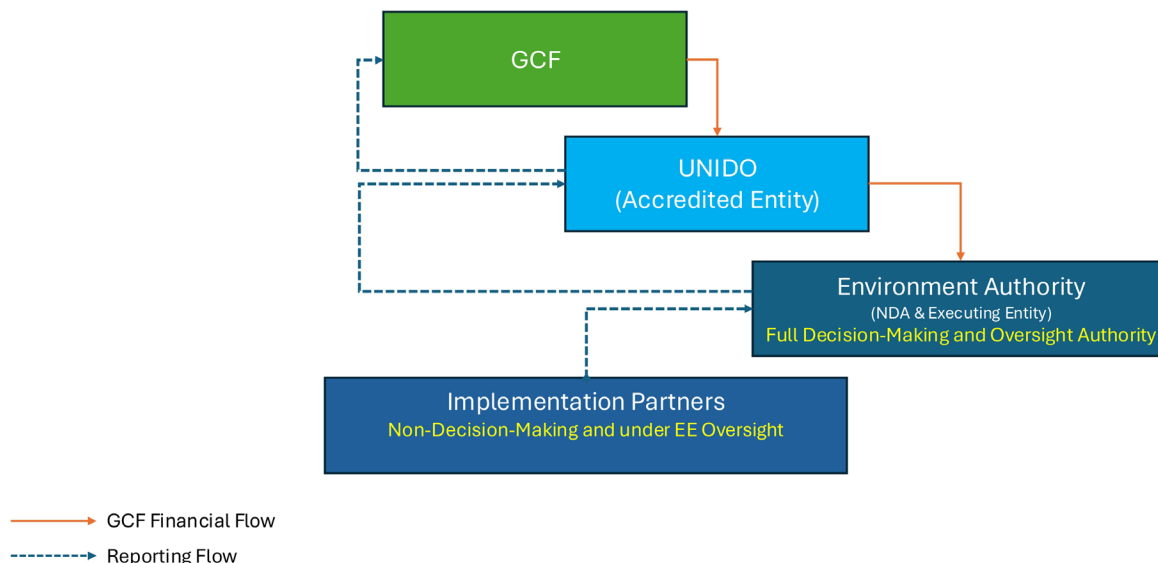 GCF
UNIDO
(Accredited Entity)
Environment Authority
(NDA & Executing Entity)
Full Decision-Making and Oversight Authority
Implementation Partners
Non-Decision-Making and under EE Oversight
GCF Financial Flow
Reporting Flow